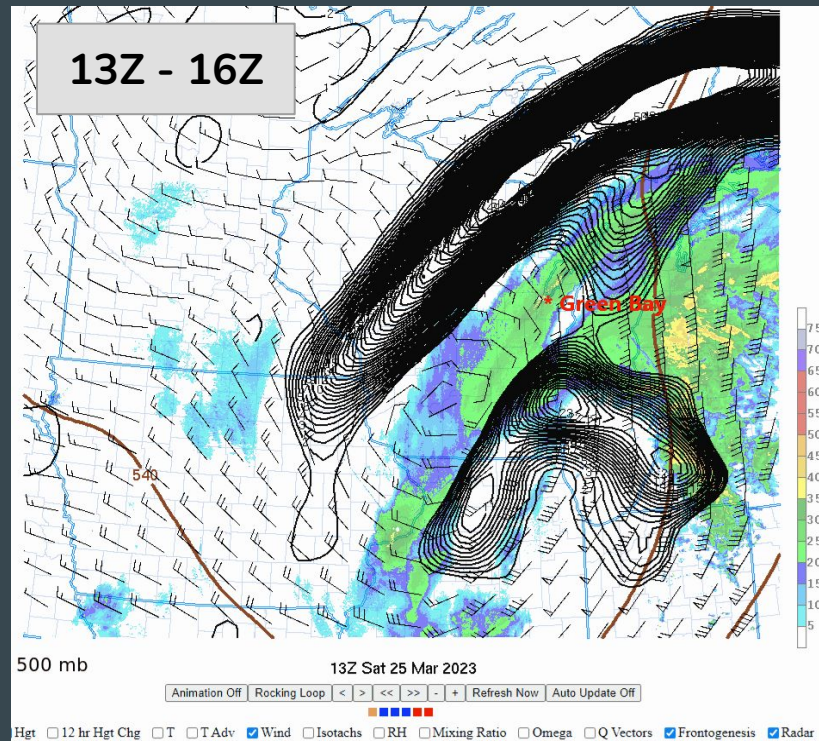 13Z - 16Z
2
* Green Bay
540
75
70
65
60
55
50
45
40
35
30
25
20
15
10
5
500 mb
13Z Sat 25 Mar 2023
Animation Off Rocking Loop < > << >> - + Refresh Now Auto Update Off
Hgt 12 hr Hgt Chg T T Adv Wind Isotachs RH Mixing Ratio Omega Q Vectors Frontogenesis Radar